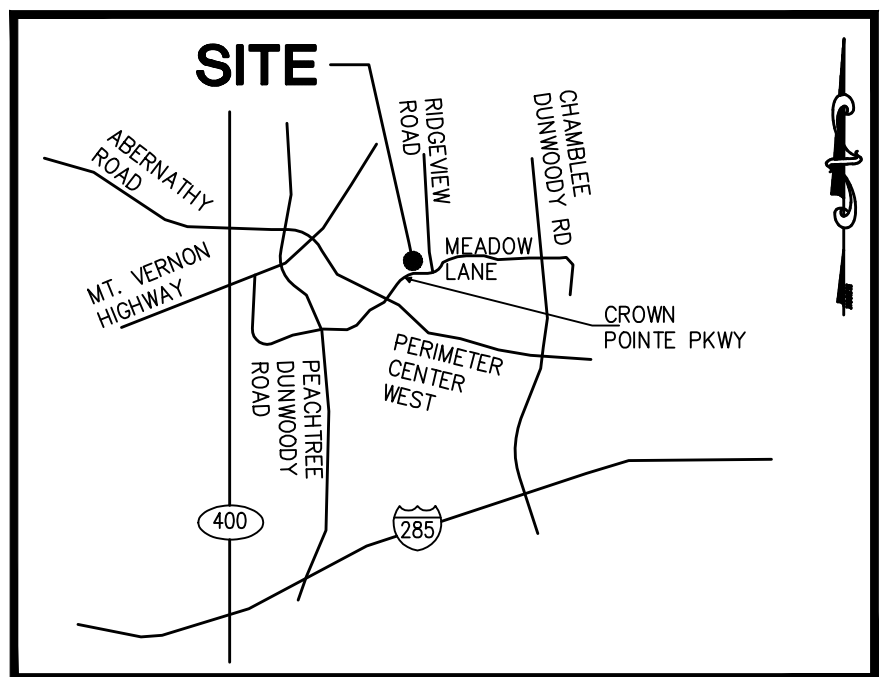 SITE
ABERNATHY
ROAD
RIDGEVIEW
ROAD
CHAMBLEE
DUNWOODY RD
MT. VERNON
HIGHWAY
MEADOW
LANE
CROWN
POINTE PKWY
PERIMETER
CENTER
WEST
PEACHTREE
DUNWOODY
ROAD
400
285